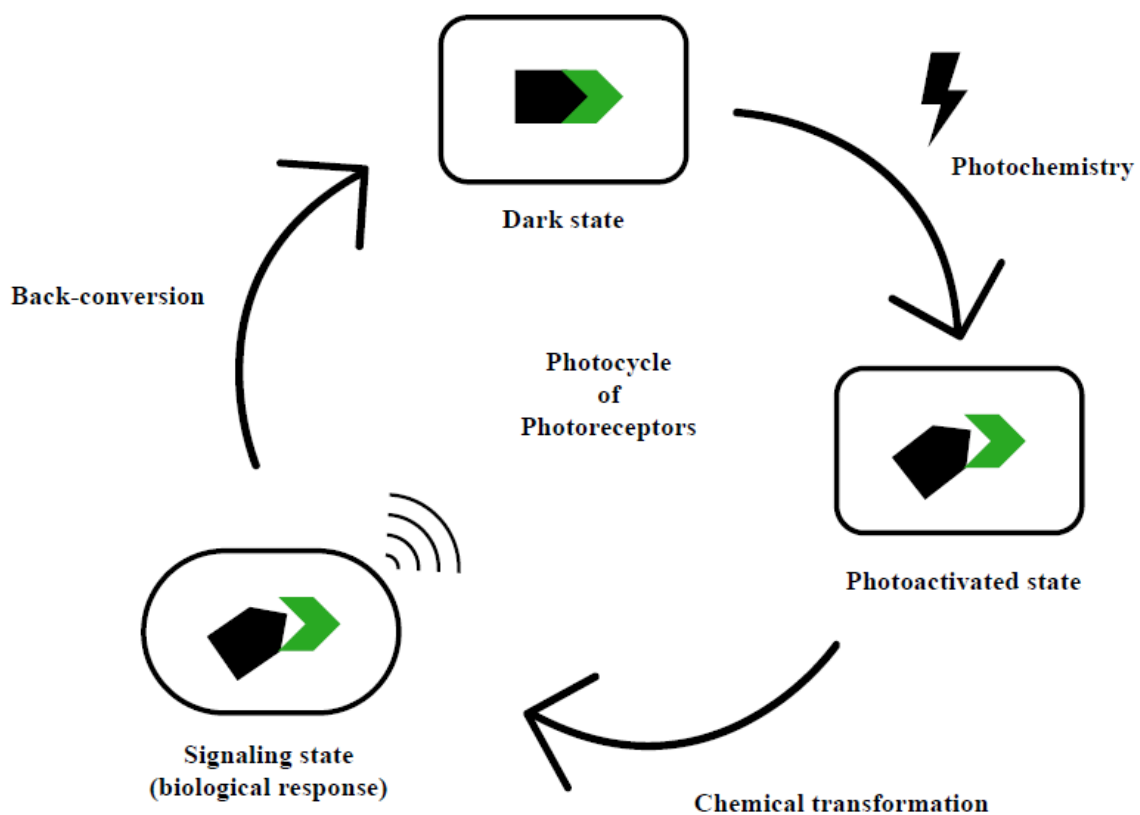 Photochemistry
Dark state
Back-conversion
Photocycle
of
Photoreceptors
Photoactivated state
Signaling state
(biological response)
Chemical transformation